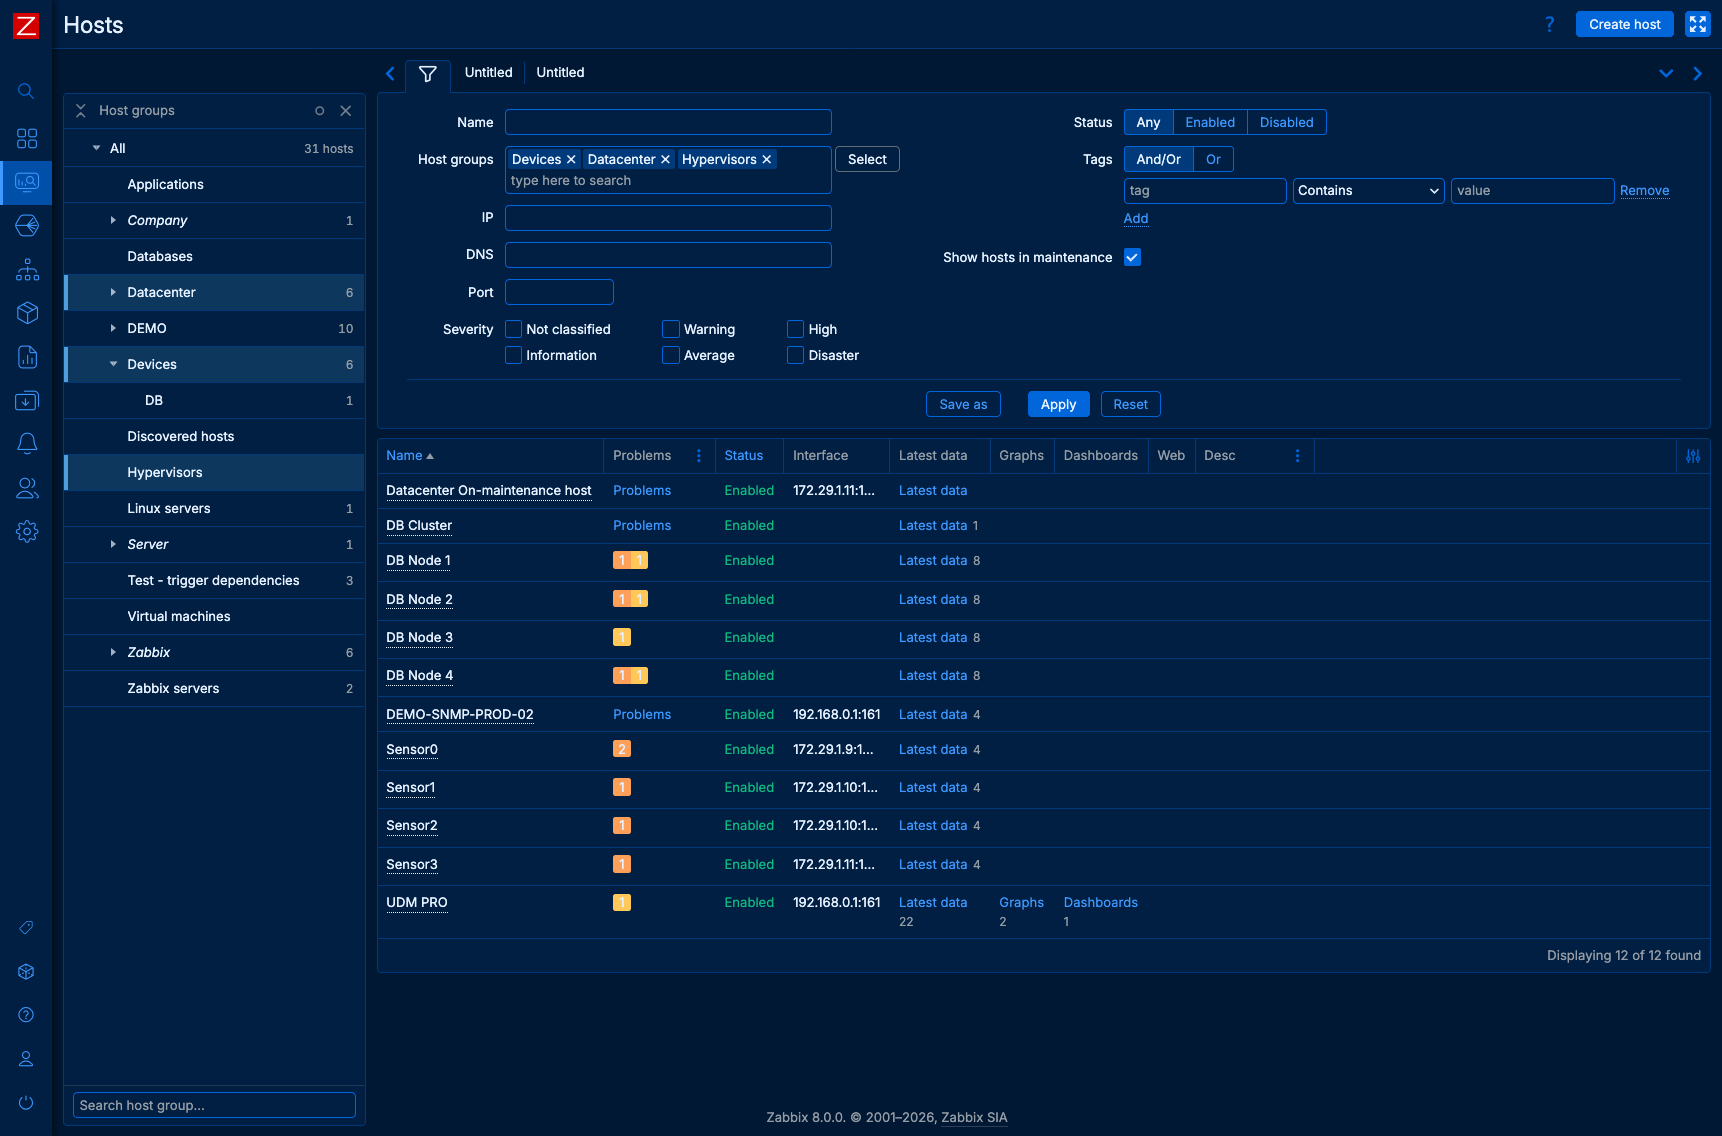 Z
Hosts
?
Create host
Untitled
Untitled
Host groups
All
31 hosts
Applications
Company
1
Databases
Datacenter
6
DEMO
10
Devices
6
DB
1
Discovered hosts
Hypervisors
Linux servers
1
Server
1
Test - trigger dependencies
3
Virtual machines
Zabbix
6
Zabbix servers
2
Search host group...
Name
Host groups
Devices
Datacenter
Hypervisors
type here to search
Select
IP
DNS
Port
Severity
Not classified
Warning
High
Information
Average
Disaster
Status
Any
Enabled
Disabled
Tags
And/Or
Or
tag
Contains
value
Remove
Add
Show hosts in maintenance
Save as
Apply
Reset
Name Problems Status Interface Latest data Graphs Dashboards Web Desc
Datacenter On-maintenance host Problems Enabled 172.29.1.11:1... Latest data
DB Cluster Problems Enabled Latest data 1
DB Node 1 1 1 Enabled Latest data 8
DB Node 2 1 1 Enabled Latest data 8
DB Node 3 1 Enabled Latest data 8
DB Node 4 1 1 Enabled Latest data 8
DEMO-SNMP-PROD-02 Problems Enabled 192.168.0.1:161 Latest data 4
Sensor0 2 Enabled 172.29.1.9:1... Latest data 4
Sensor1 1 Enabled 172.29.1.10:1... Latest data 4
Sensor2 1 Enabled 172.29.1.10:1... Latest data 4
Sensor3 1 Enabled 172.29.1.11:1... Latest data 4
UDM PRO 1 Enabled 192.168.0.1:161 Latest data Graphs Dashboards
22 2 1
Displaying 12 of 12 found
Zabbix 8.0.0. © 2001–2026, Zabbix SIA